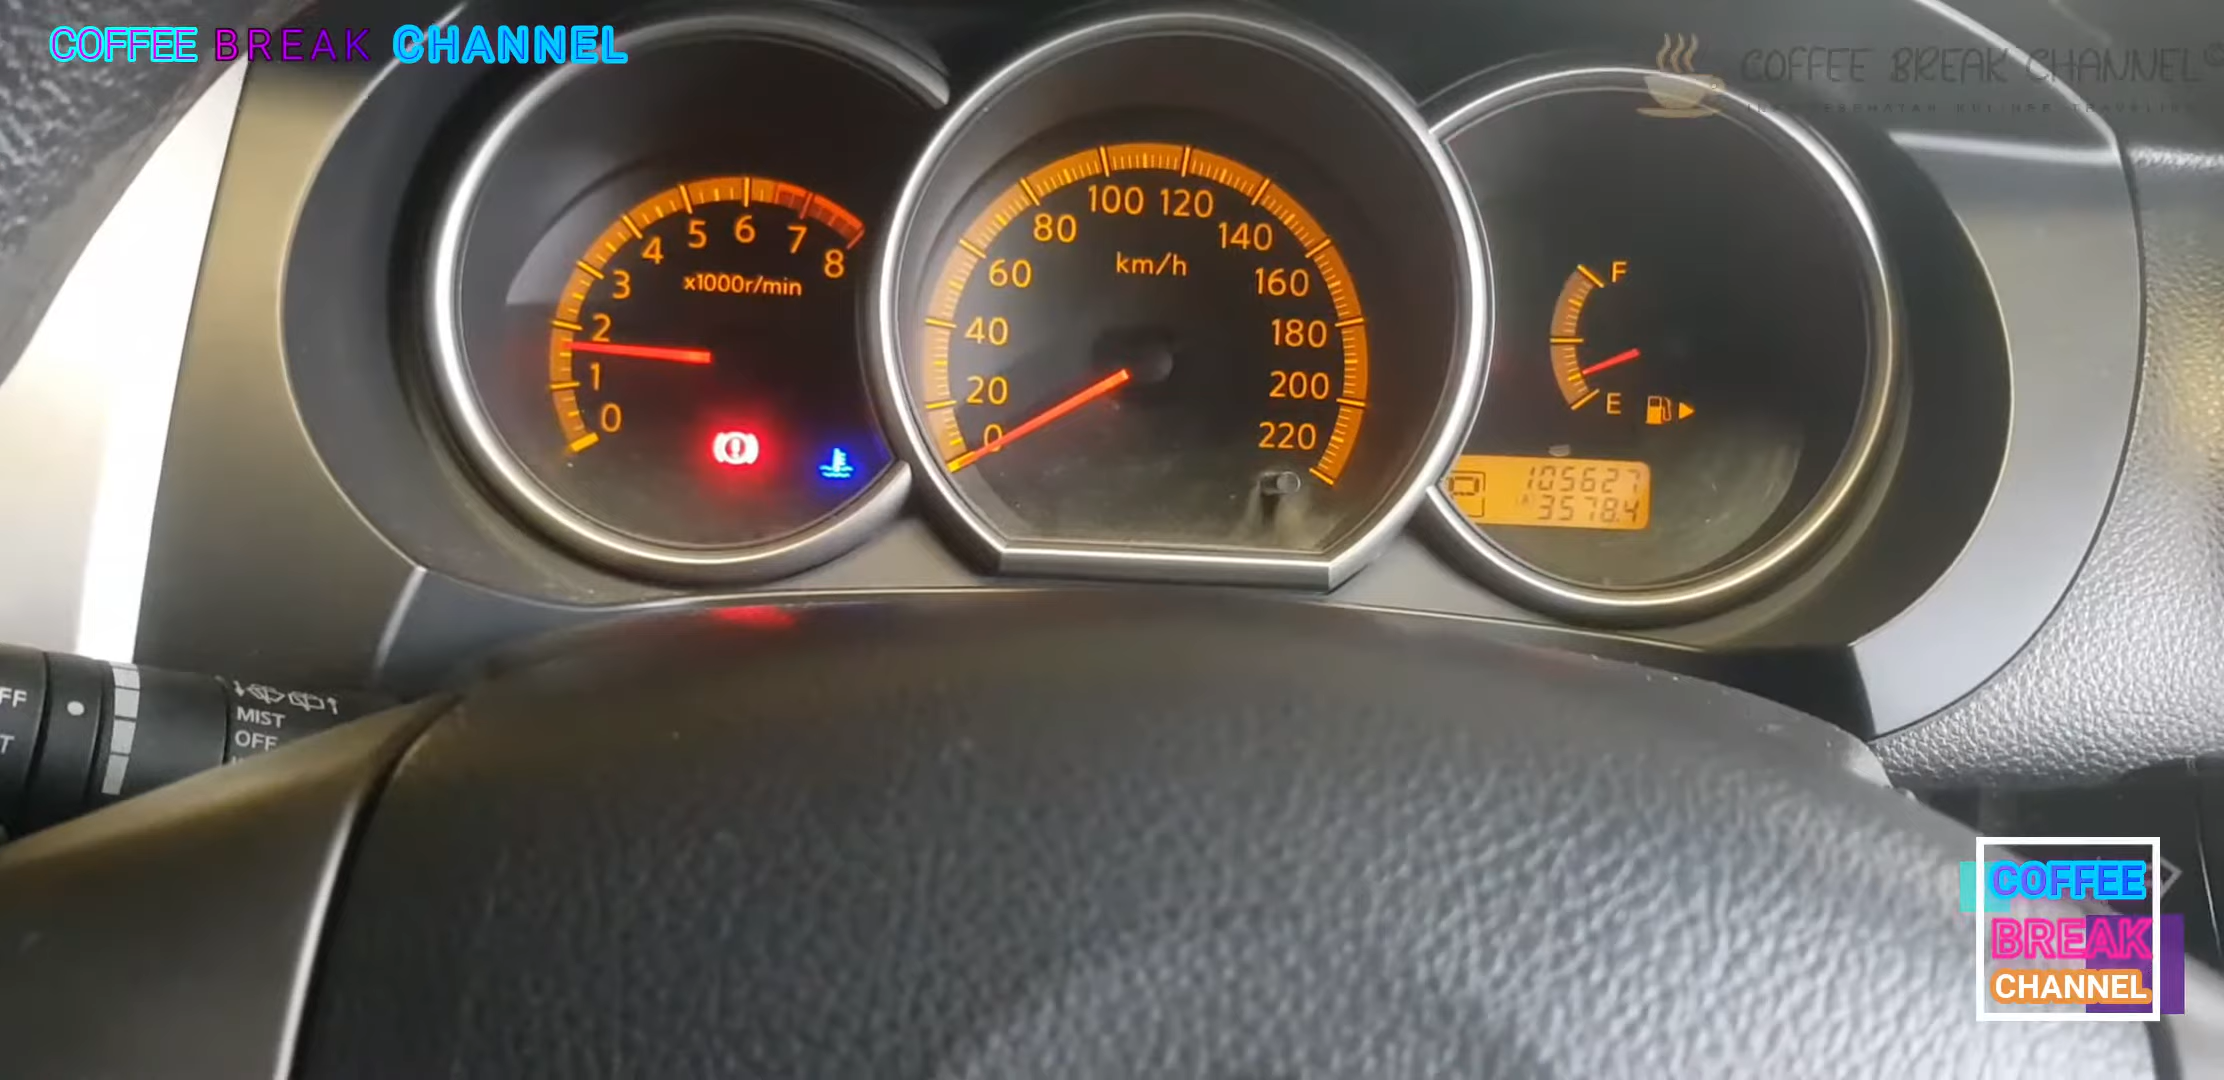 COFFEE BREAK CHANNEL
COFFEE BREAK CHANNEL©
0
1
2
3
4
5
6
7
8
x1000r/min
0
20
40
60
80
100
120
140
160
180
200
220
km/h
F
E
105627
A 3578.4
MIST
OFF
COFFEE
BREAK
CHANNEL